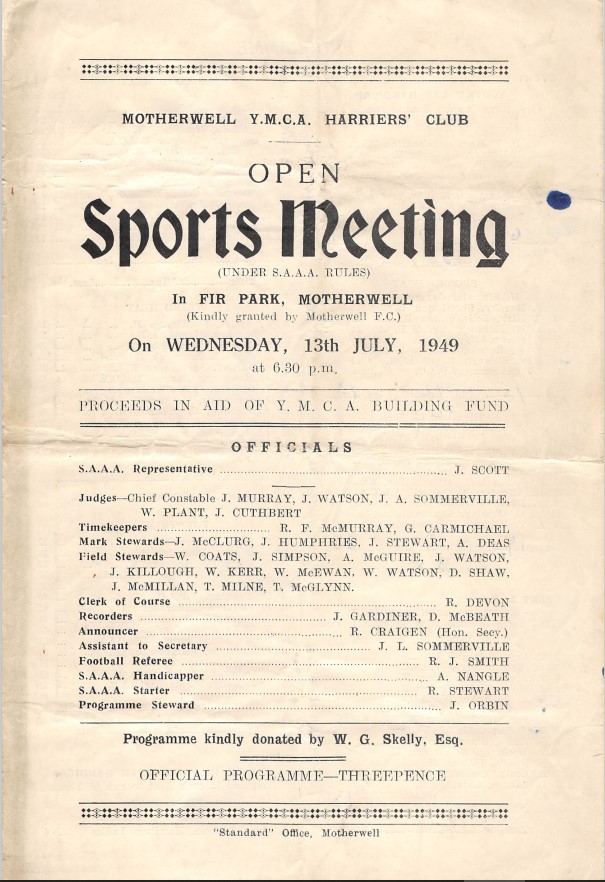 MOTHERWELL Y.M.C.A. HARRIERS' CLUB
OPEN
Sports Meeting
(UNDER S.A.A.A. RULES)
In FIR PARK, MOTHERWELL
(Kindly granted by Motherwell F.C.)
On WEDNESDAY, 13th JULY, 1949
at 6.30 p.m.
PROCEEDS IN AID OF Y. M. C. A. BUILDING FUND
OFFICIALS
S.A.A.A. Representative ........ J. SCOTT
Judges—Chief Constable J. MURRAY, J. WATSON, J. A. SOMMERVILLE,
W. PLANT, J. CUTHBERT
Timekeepers ........ R. F. McMURRAY, G. CARMICHAEL
Mark Stewards—J. McCLURG, J. HUMPHRIES, J. STEWART, A. DEAS
Field Stewards—W. COATS, J. SIMPSON, A. McGUIRE, J. WATSON,
J. KILLOUGH, W. KERR, W. McEWAN, W. WATSON, D. SHAW,
J. McMILLAN, T. MILNE, T. McGLYNN.
Clerk of Course ........ R. DEVON
Recorders ........ J. GARDINER, D. McBEATH
Announcer ........ R. CRAIGEN (Hon. Secy.)
Assistant to Secretary ........ J. L. SOMMERVILLE
Football Referee ........ R. J. SMITH
S.A.A.A. Handicapper ........ A. NANGLE
S.A.A.A. Starter ........ R. STEWART
Programme Steward ........ J. ORBIN
Programme kindly donated by W. G. Skelly, Esq.
OFFICIAL PROGRAMME—THREEPENCE
"Standard" Office, Motherwell